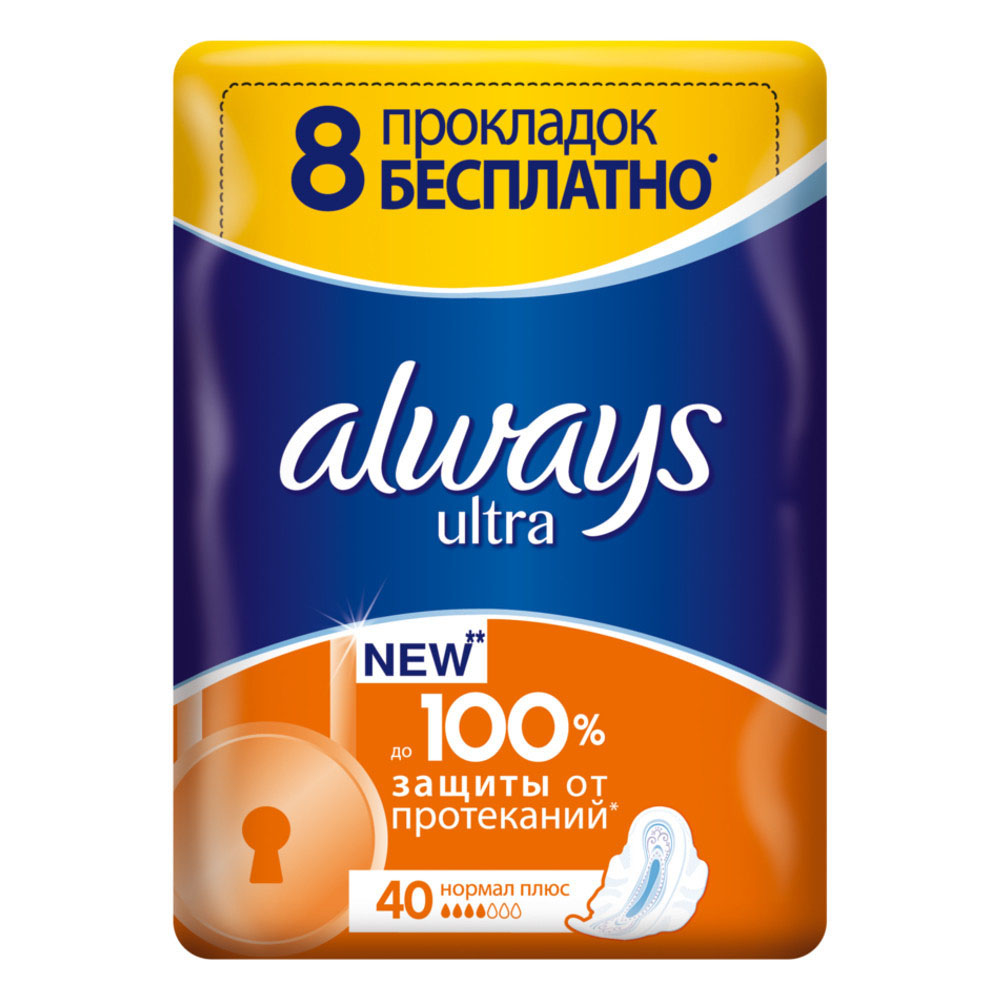 8 прокладок
БЕСПЛАТНО*
always
ultra
NEW**
до 100%
защиты от
протеканий*
40 нормал плюс